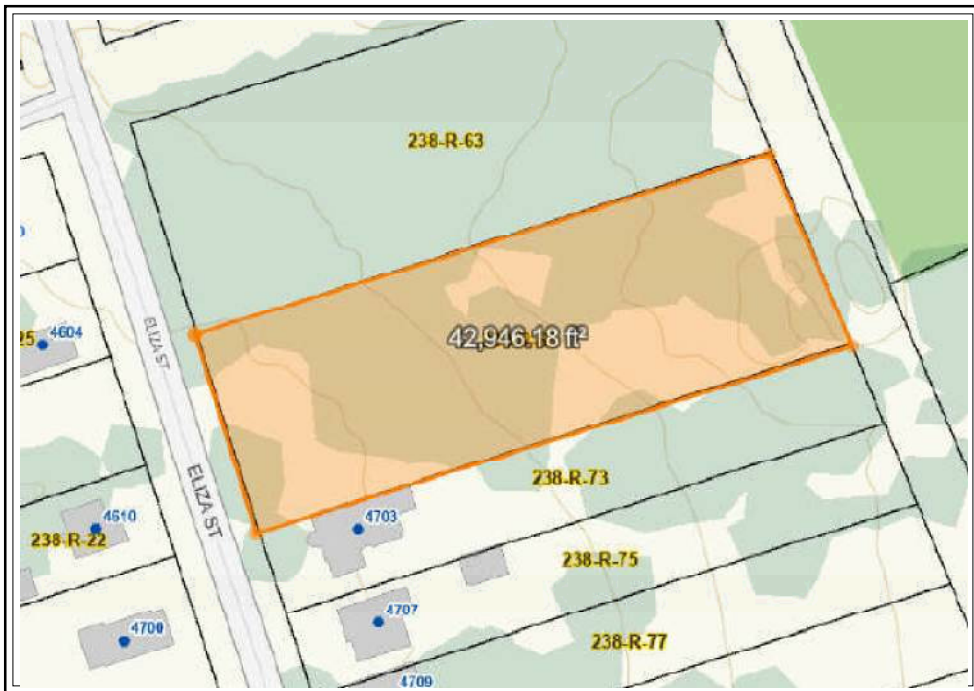 238-R-63
ELIZA ST
25
4604
42,946.18 ft²
ELIZA ST
238-R-73
4610
4703
238-R-22
238-R-75
4707
4700
238-R-77
4709